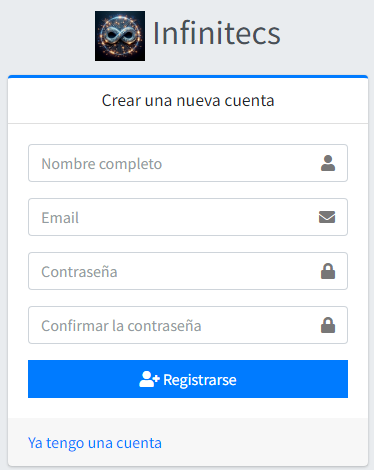 Infinitecs
Crear una nueva cuenta
Nombre completo
Email
Contraseña
Confirmar la contraseña
Registrarse
Ya tengo una cuenta